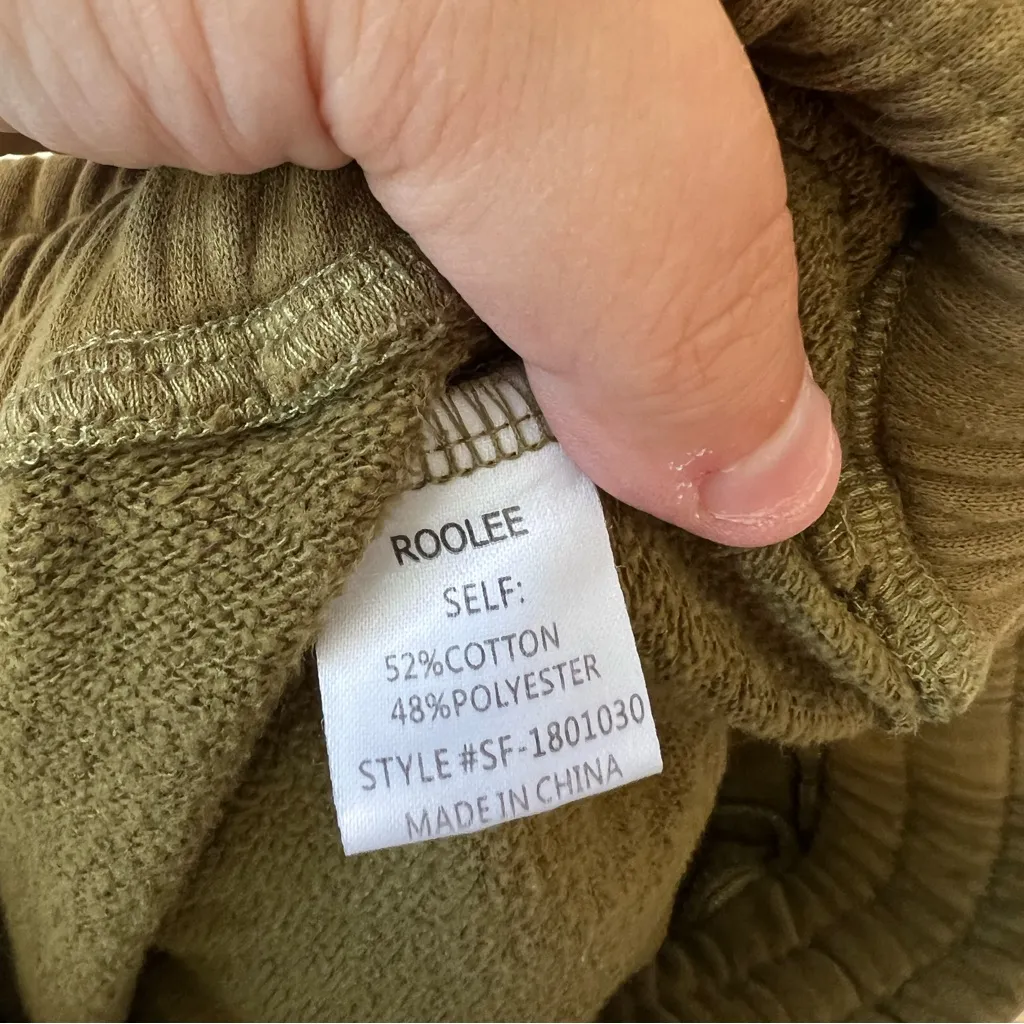 ROOLEE
SELF:
52%COTTON
48%POLYESTER
STYLE #SF-1801030
MADE IN CHINA